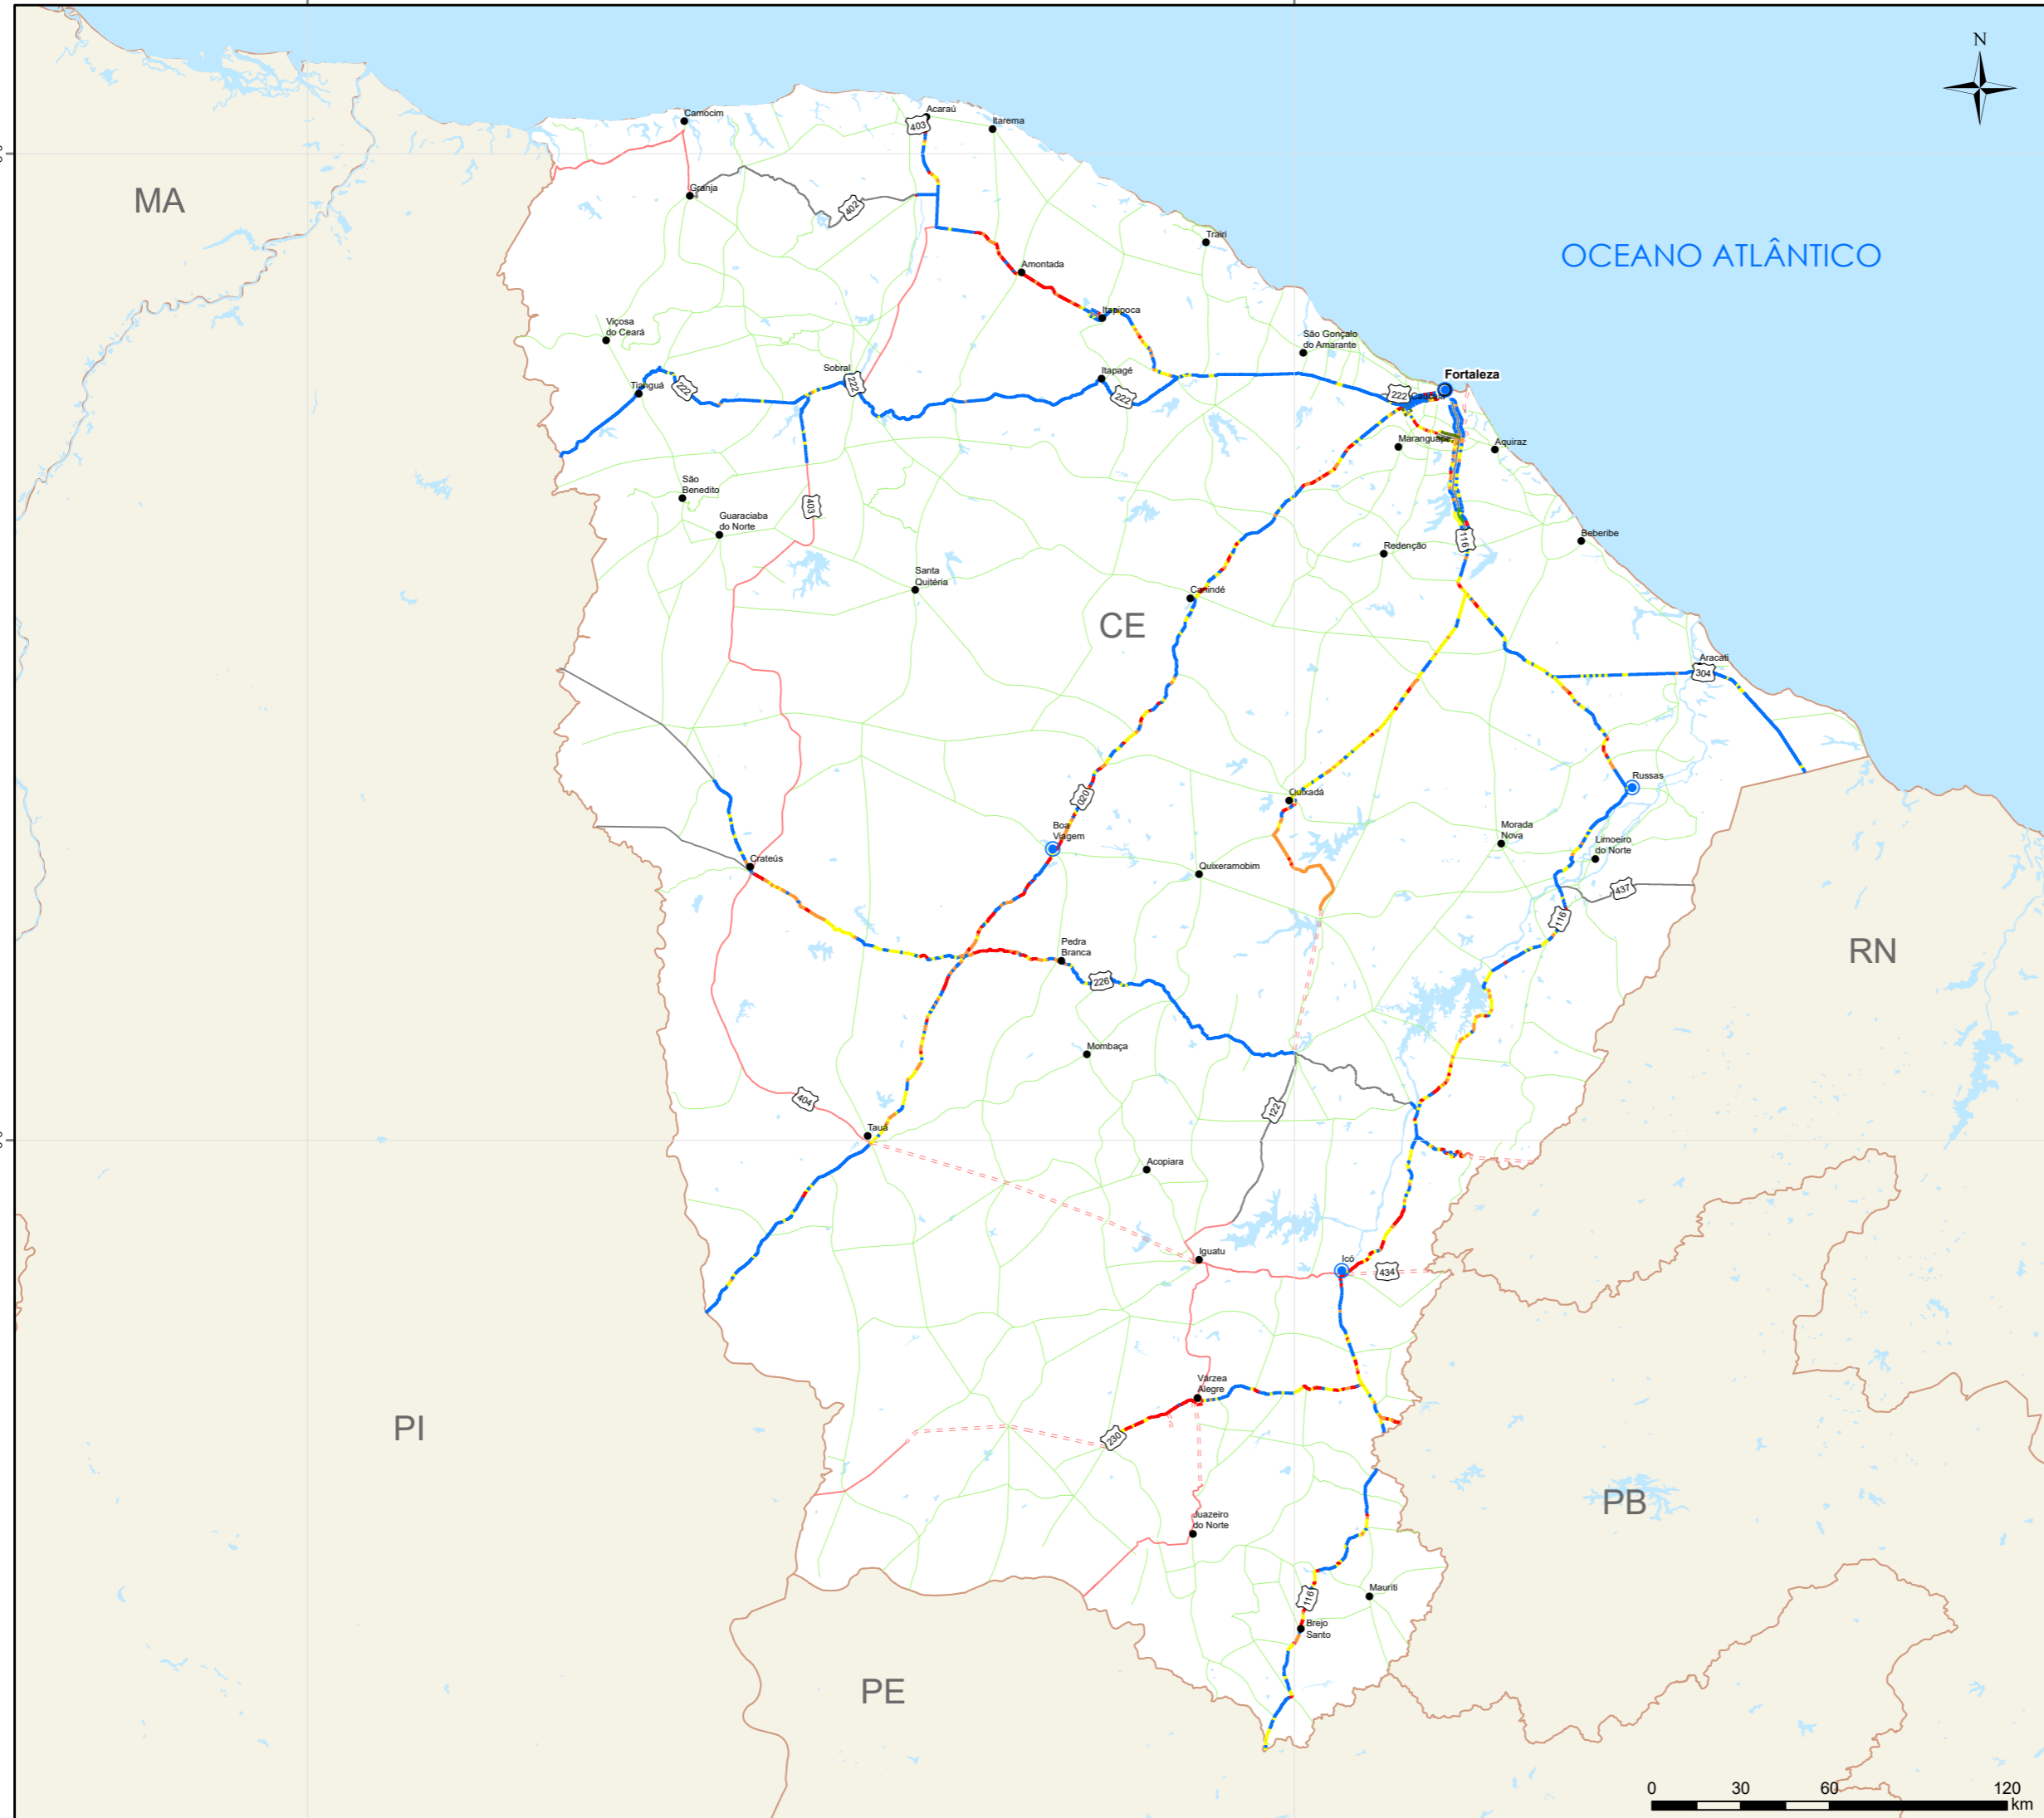 N
Camocim
Acaraú
403
Itarema
MA
Granja
402
Trairi
OCEANO ATLÂNTICO
Amontada
Itapipoca
Viçosa
do Ceará
São Gonçalo
do Amarante
Sobral
Itapagé
Fortaleza
Tianguá
222
222
222
222
Caucaia
Maranguape
Aquiraz
São
Benedito
403
Guaraciaba
do Norte
116
Beberibe
Redenção
Santa
Quitéria
Canindé
CE
Aracati
304
Russas
020
Quixadá
Boa
Viagem
Morada
Nova
Limoeiro
do Norte
Crateús
Quixeramobim
437
116
Pedra
Branca
RN
226
Mombaça
404
122
Tauá
Acopiara
Iguatu
Icó
434
Várzea
Alegre
PI
230
PB
Juazeiro
do Norte
Mauriti
116
Brejo
Santo
PE
0 30 60 120
km